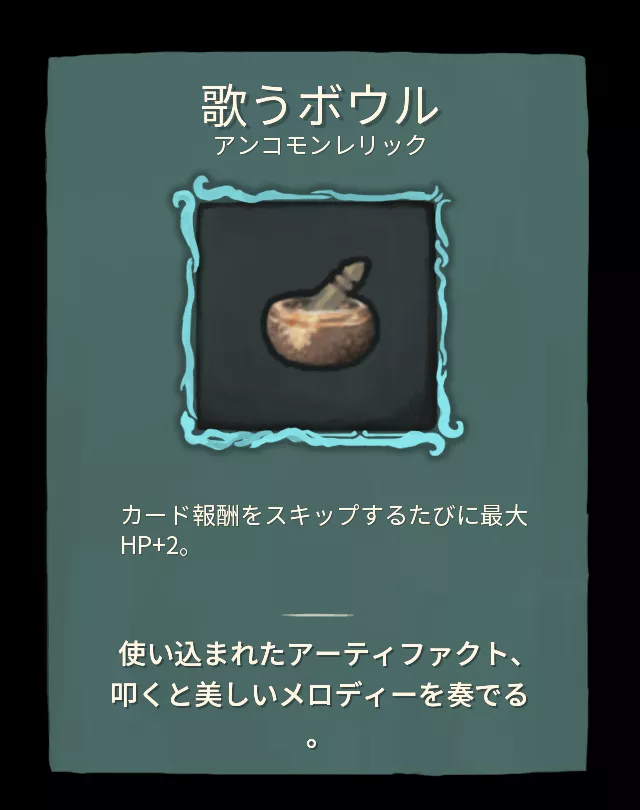 歌うボウル
アンコモンレリック
カード報酬をスキップするたびに最大
HP+2。
使い込まれたアーティファクト、
叩くと美しいメロディーを奏でる
。